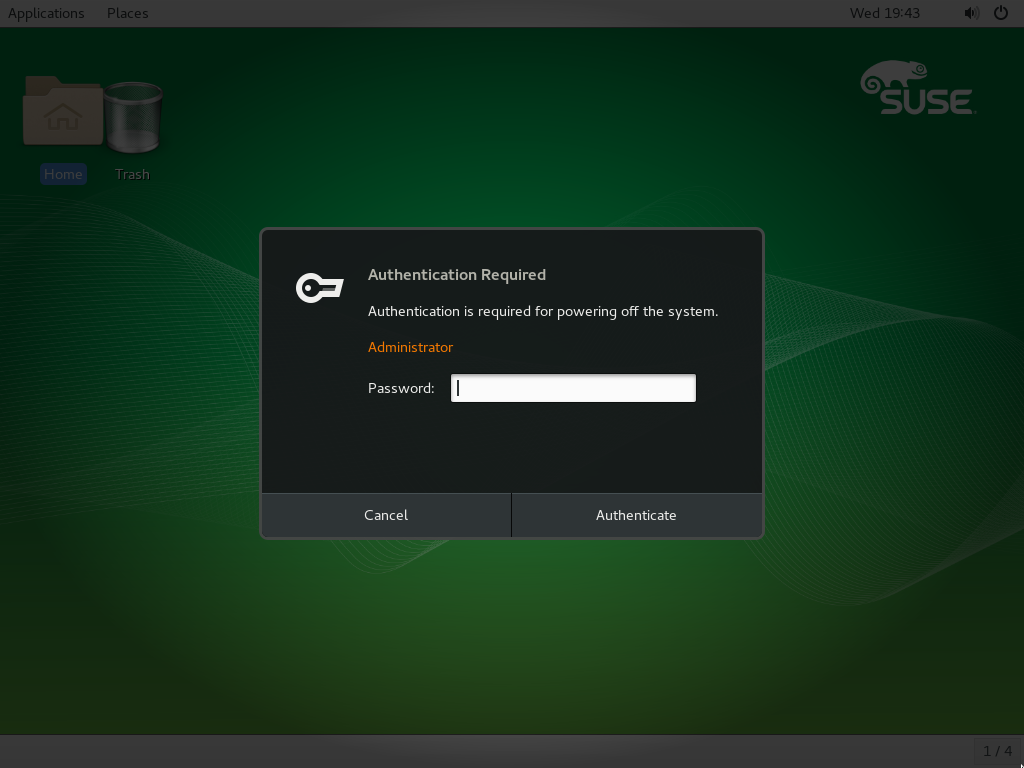 Applications Places Wed 19:43
SUSE
Home Trash
Authentication Required
Authentication is required for powering off the system.
Administrator
Password:
Cancel Authenticate
1 / 4